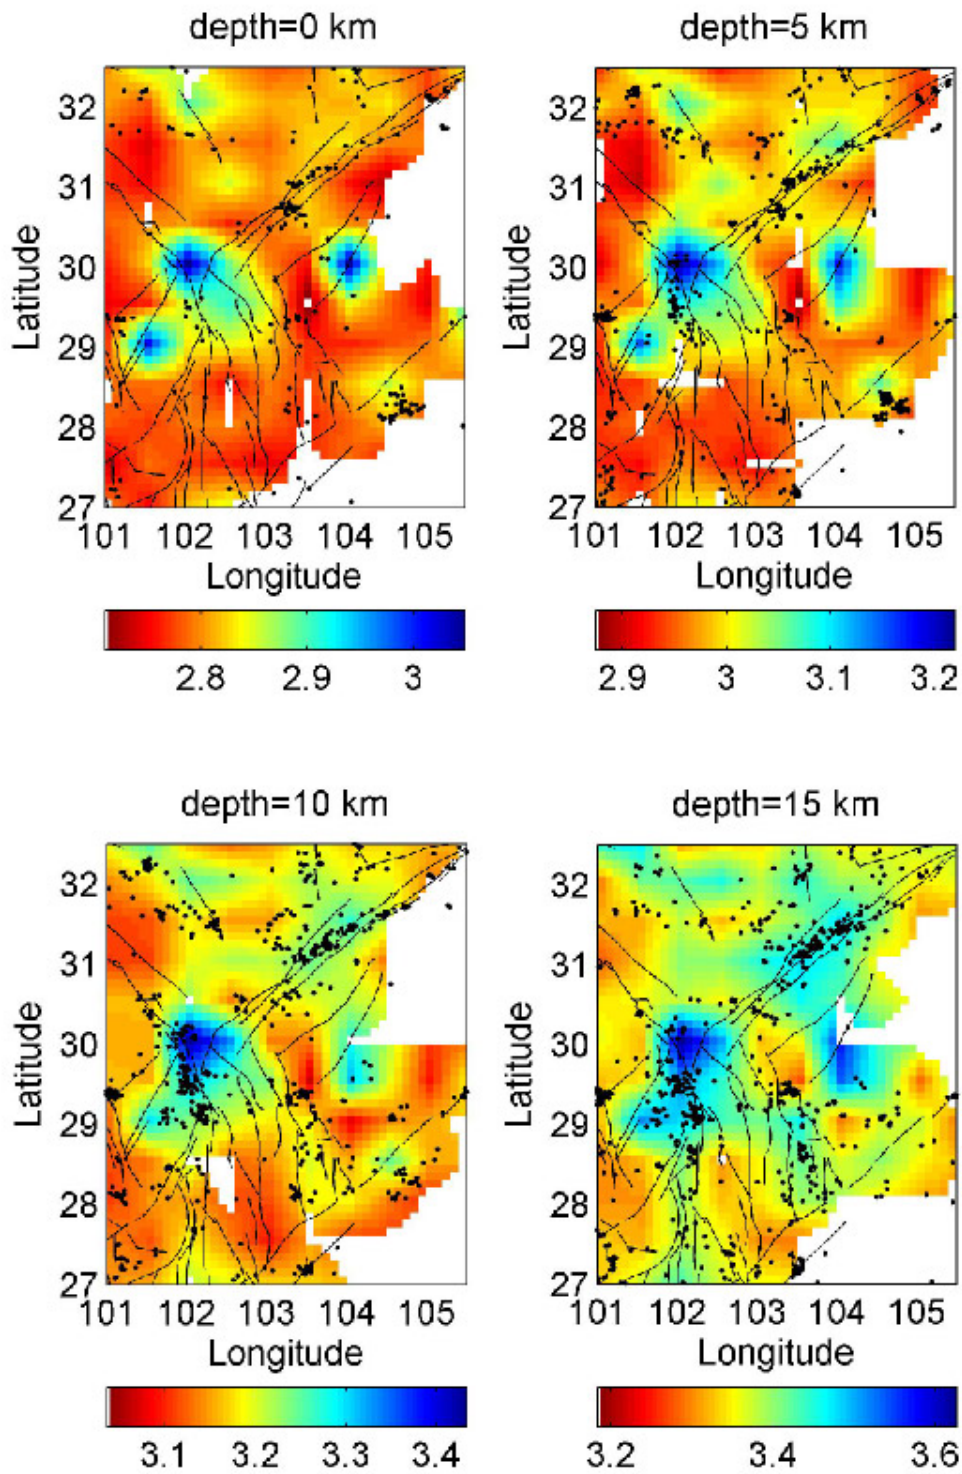 depth=0 km
depth=5 km
32
31
30
29
28
27
Latitude
101 102 103 104 105
Longitude
32
31
30
29
28
27
Latitude
101 102 103 104 105
Longitude
2.8 2.9 3
2.9 3 3.1 3.2
depth=10 km
depth=15 km
32
31
30
29
28
27
Latitude
101 102 103 104 105
Longitude
32
31
30
29
28
27
Latitude
101 102 103 104 105
Longitude
3.1 3.2 3.3 3.4
3.2 3.4 3.6